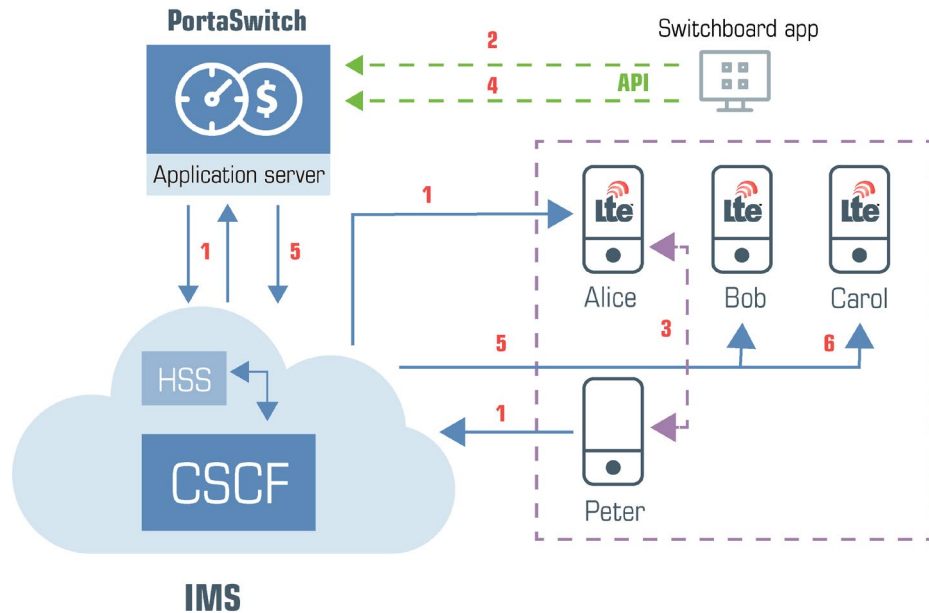 PortaSwitch
Switchboard app
2
API
4
$
Application server
1
5
1
Lte
Lte
Lte
Alice
Bob
Carol
3
5
6
HSS
1
CSCF
Peter
IMS